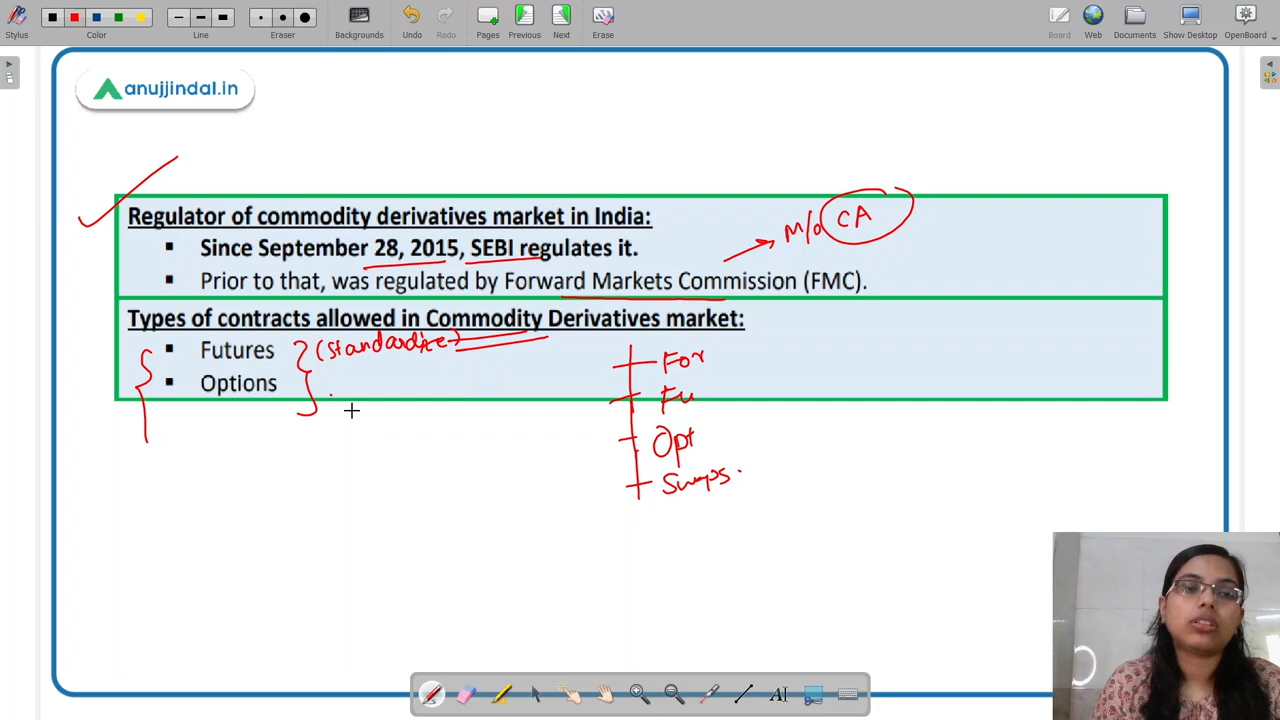 Stylus
Color
Line
Eraser
Backgrounds
Undo
Redo
Pages
Previous
Next
Erase
Board
Web
Documents
Show Desktop
OpenBoard
anujjindal.in
Regulator of commodity derivatives market in India:
M/o CA
Since September 28, 2015, SEBI regulates it.
Prior to that, was regulated by Forward Markets Commission (FMC).
Types of contracts allowed in Commodity Derivatives market:
Futures
(standardize)
For
Options
Fu
Opt
Swaps.
AI